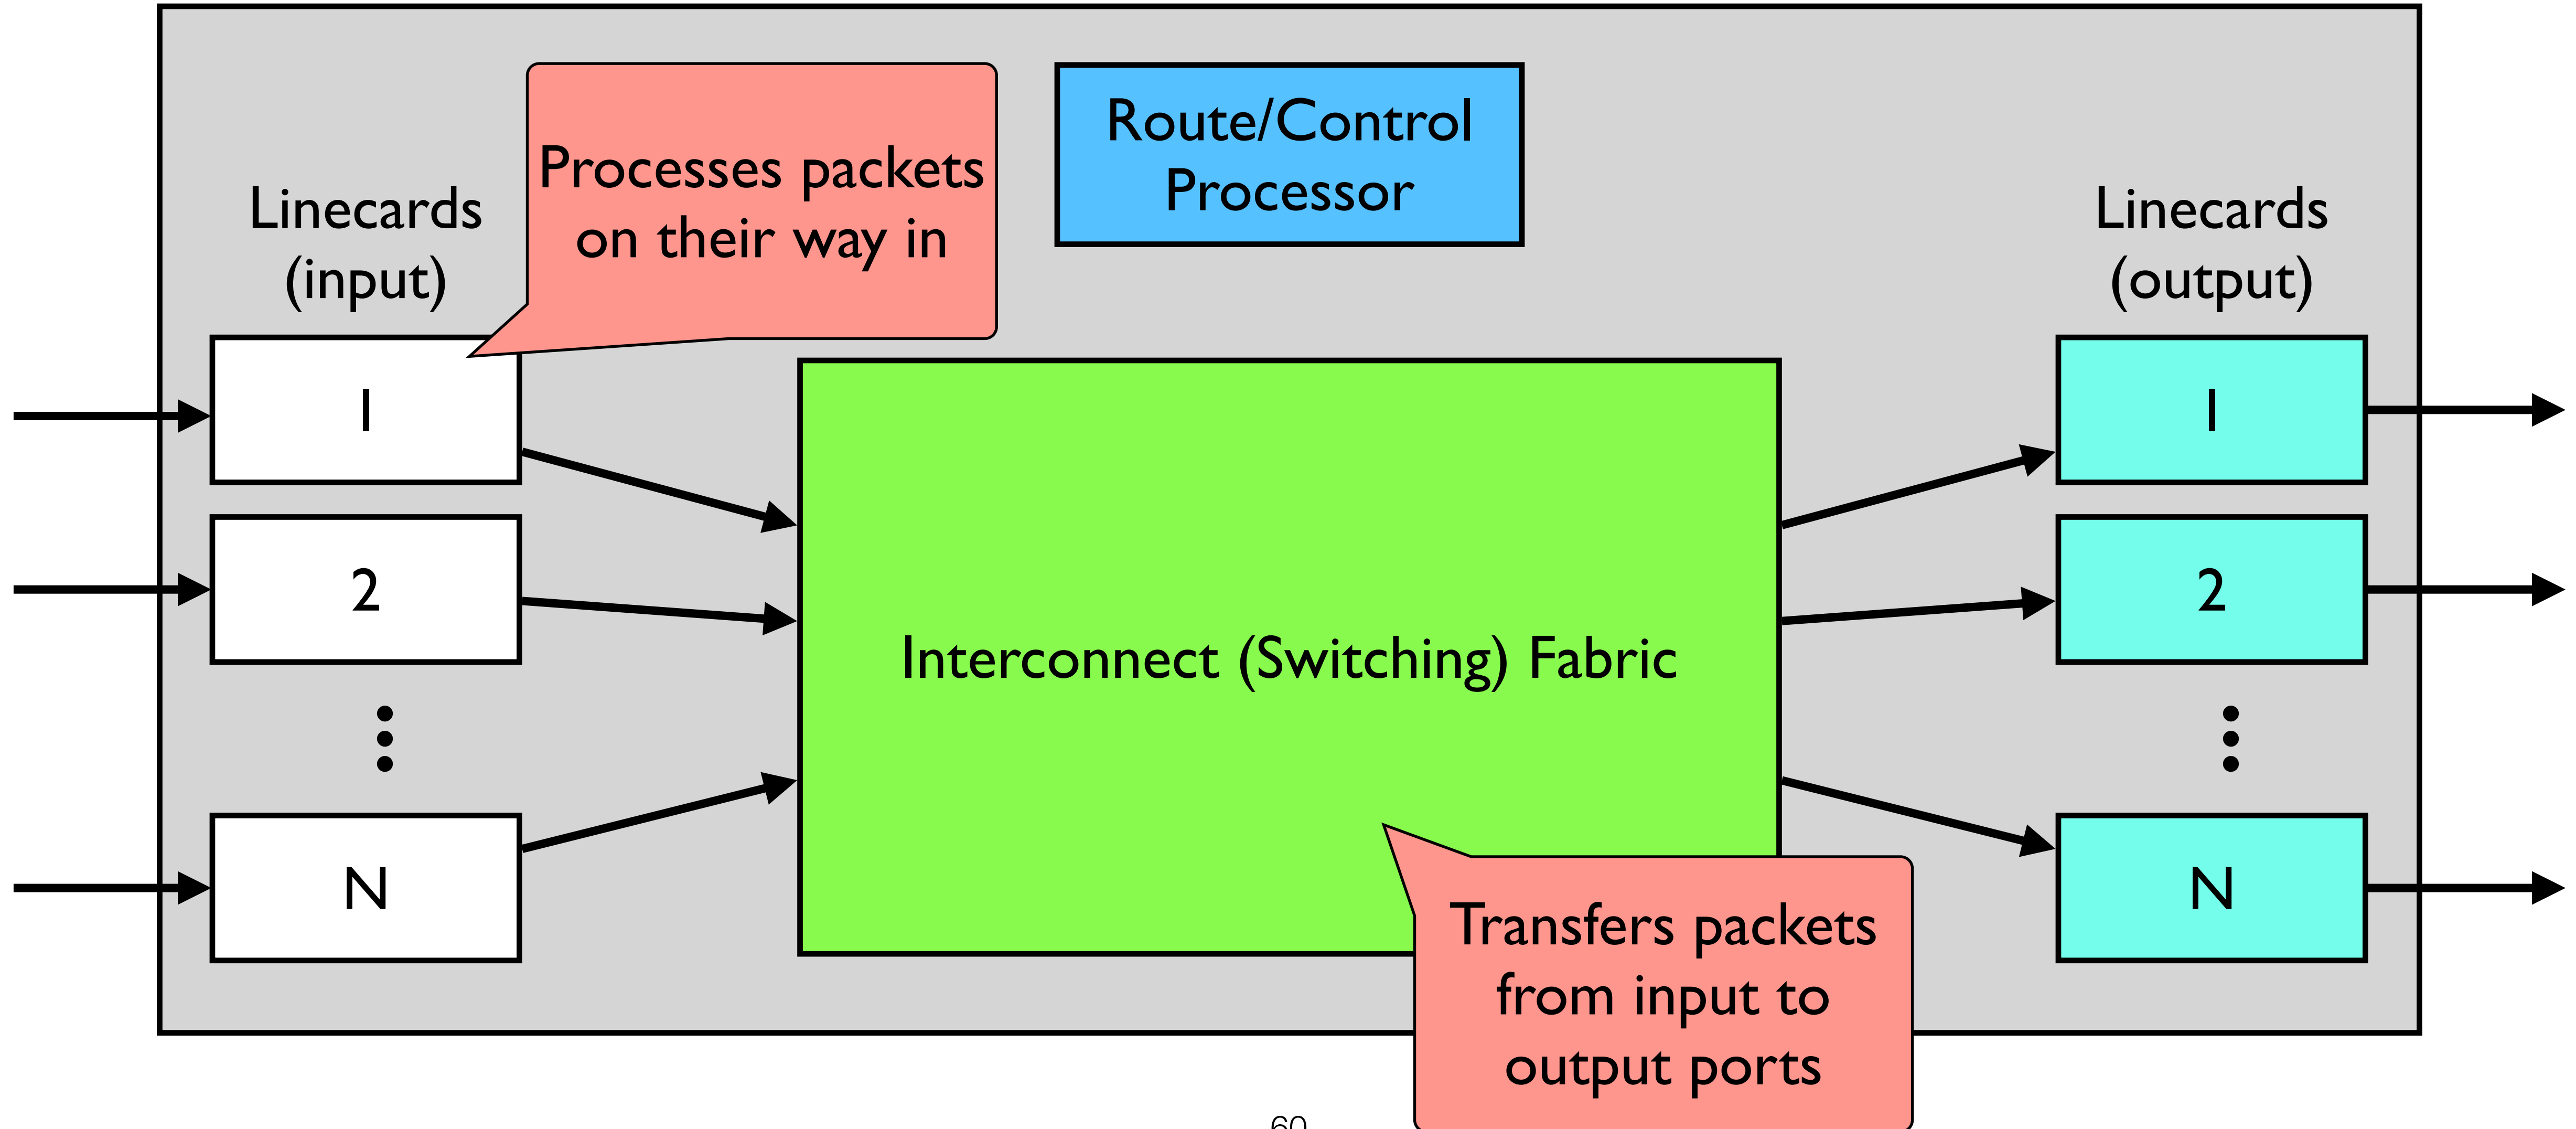 Route/Control
Processor
Processes packets
on their way in
Linecards
(input)
Linecards
(output)
1
1
2
Interconnect (Switching) Fabric
2
N
Transfers packets
from input to
output ports
N
60